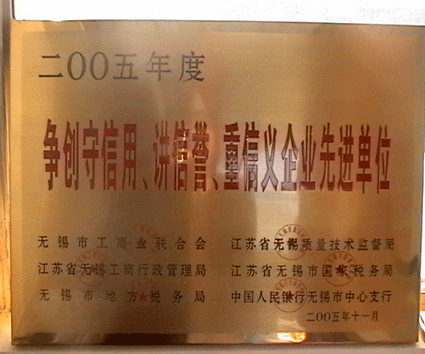 二〇〇五年度
争创守信用、讲信誉、重信义企业先进单位
无锡市工商业联合会 江苏省无锡质量技术监督局
江苏省无锡工商行政管理局 江苏省无锡市国家税务局
无锡市地方税务局 中国人民银行无锡市中心支行
二〇〇五年十一月